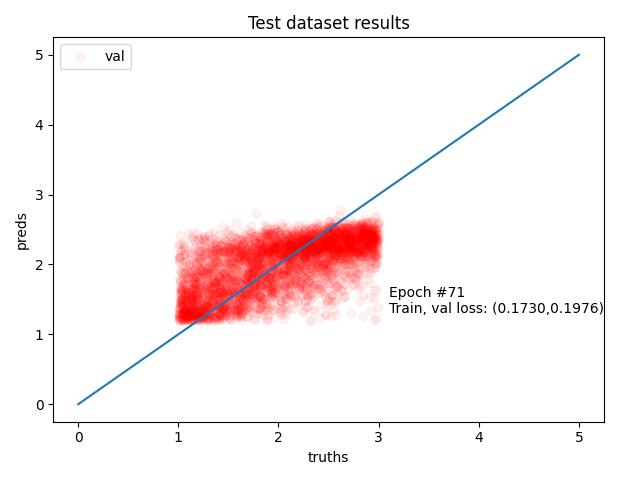 Test dataset results
val
5
4
3
2
1
0
preds
Epoch #71
Train, val loss: (0.1730,0.1976)
0 1 2 3 4 5
truths